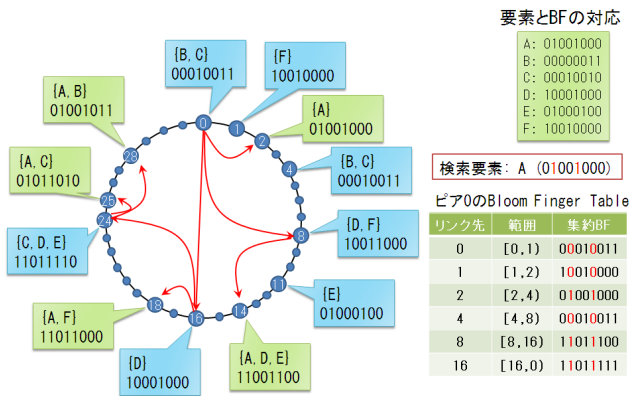 要素とBFの対応
A: 01001000
B: 00000011
C: 00010010
D: 10001000
E: 01000100
F: 10010000
{B, C}
00010011
{F}
10010000
{A, B}
01001011
{A}
01001000
0
1
2
28
4
{B, C}
00010011
{A, C}
01011010
25
24
8
{D, F}
10011000
{C, D, E}
11011110
11
{E}
01000100
18
16
14
{A, F}
11011000
{D}
10001000
{A, D, E}
11001100
検索要素: A (01001000)
ピア0のBloom Finger Table
リンク先 範囲 集約BF
0 [0,1) 00010011
1 [1,2) 10010000
2 [2,4) 01001000
4 [4,8) 00010011
8 [8,16) 11011100
16 [16,0) 11011111